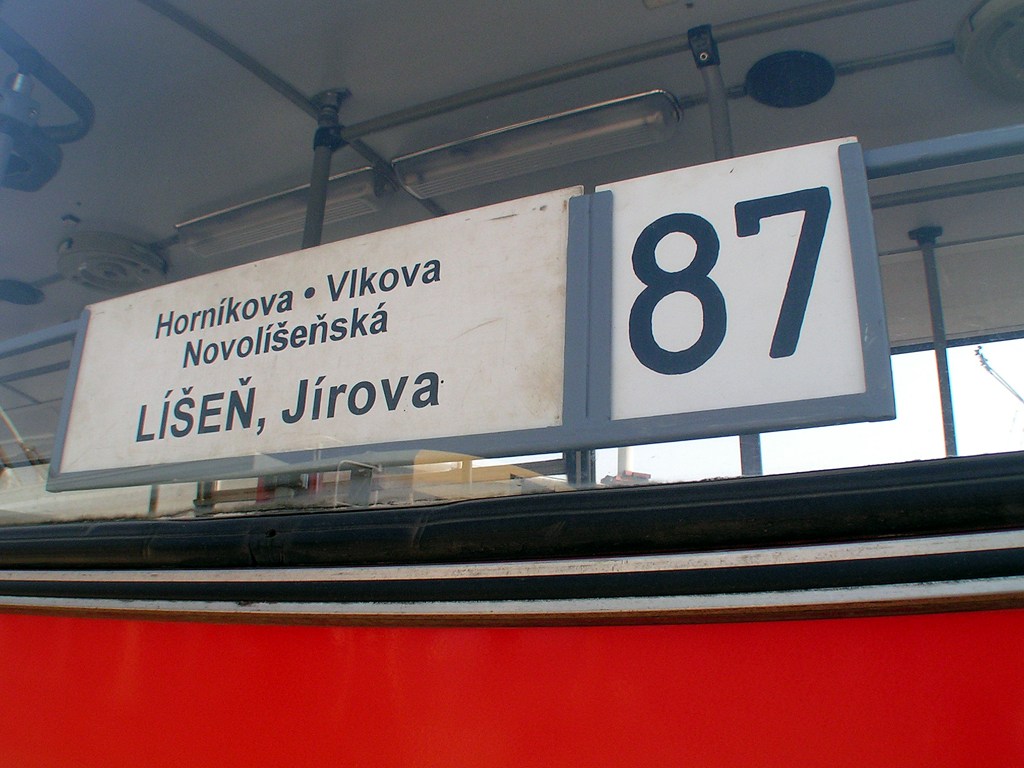 Horníkova • Vlkova
Novolíšeňská
LÍŠEŇ, Jírova
87